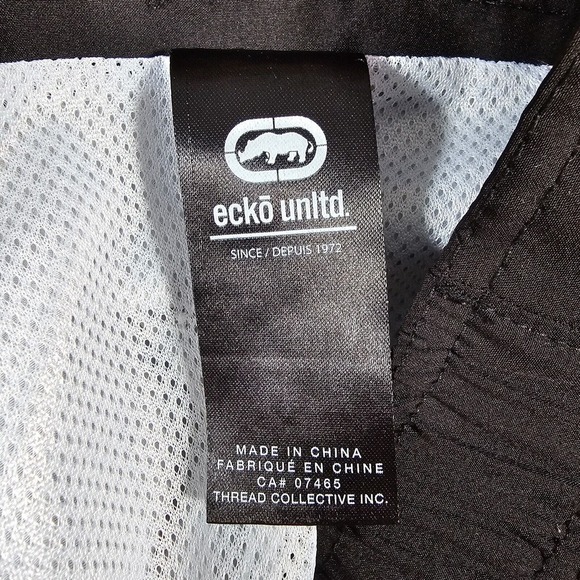 eckō unltd.
SINCE / DEPUIS 1972
MADE IN CHINA
FABRIQUÉ EN CHINE
CA# 07465
THREAD COLLECTIVE INC.